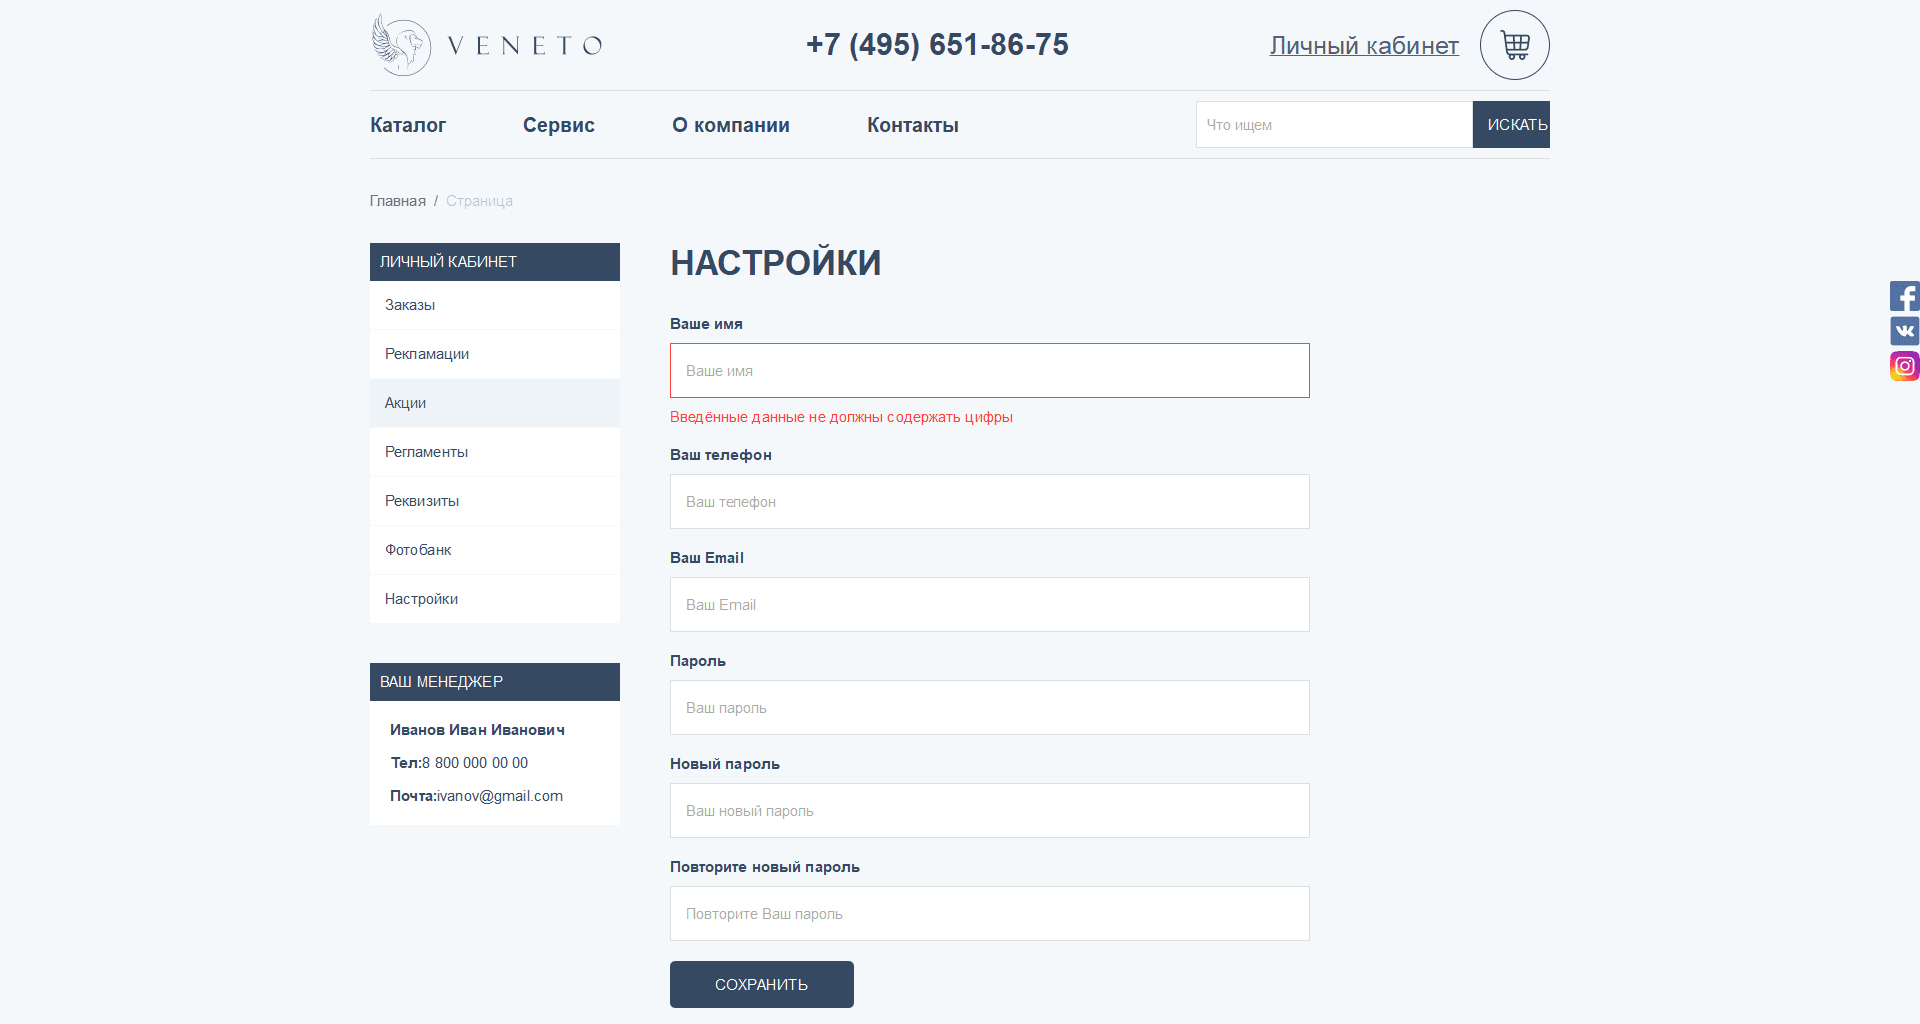 VENETO
+7 (495) 651-86-75
Личный кабинет
Каталог Сервис О компании Контакты
Что ищем ИСКАТЬ
Главная / Страница
ЛИЧНЫЙ КАБИНЕТ
Заказы
Рекламации
Акции
Регламенты
Реквизиты
Фотобанк
Настройки
ВАШ МЕНЕДЖЕР
Иванов Иван Иванович
Тел:8 800 000 00 00
Почта:ivanov@gmail.com
НАСТРОЙКИ
Ваше имя
Ваше имя
Введённые данные не должны содержать цифры
Ваш телефон
Ваш телефон
Ваш Email
Ваш Email
Пароль
Ваш пароль
Новый пароль
Ваш новый пароль
Повторите новый пароль
Повторите Ваш пароль
СОХРАНИТЬ